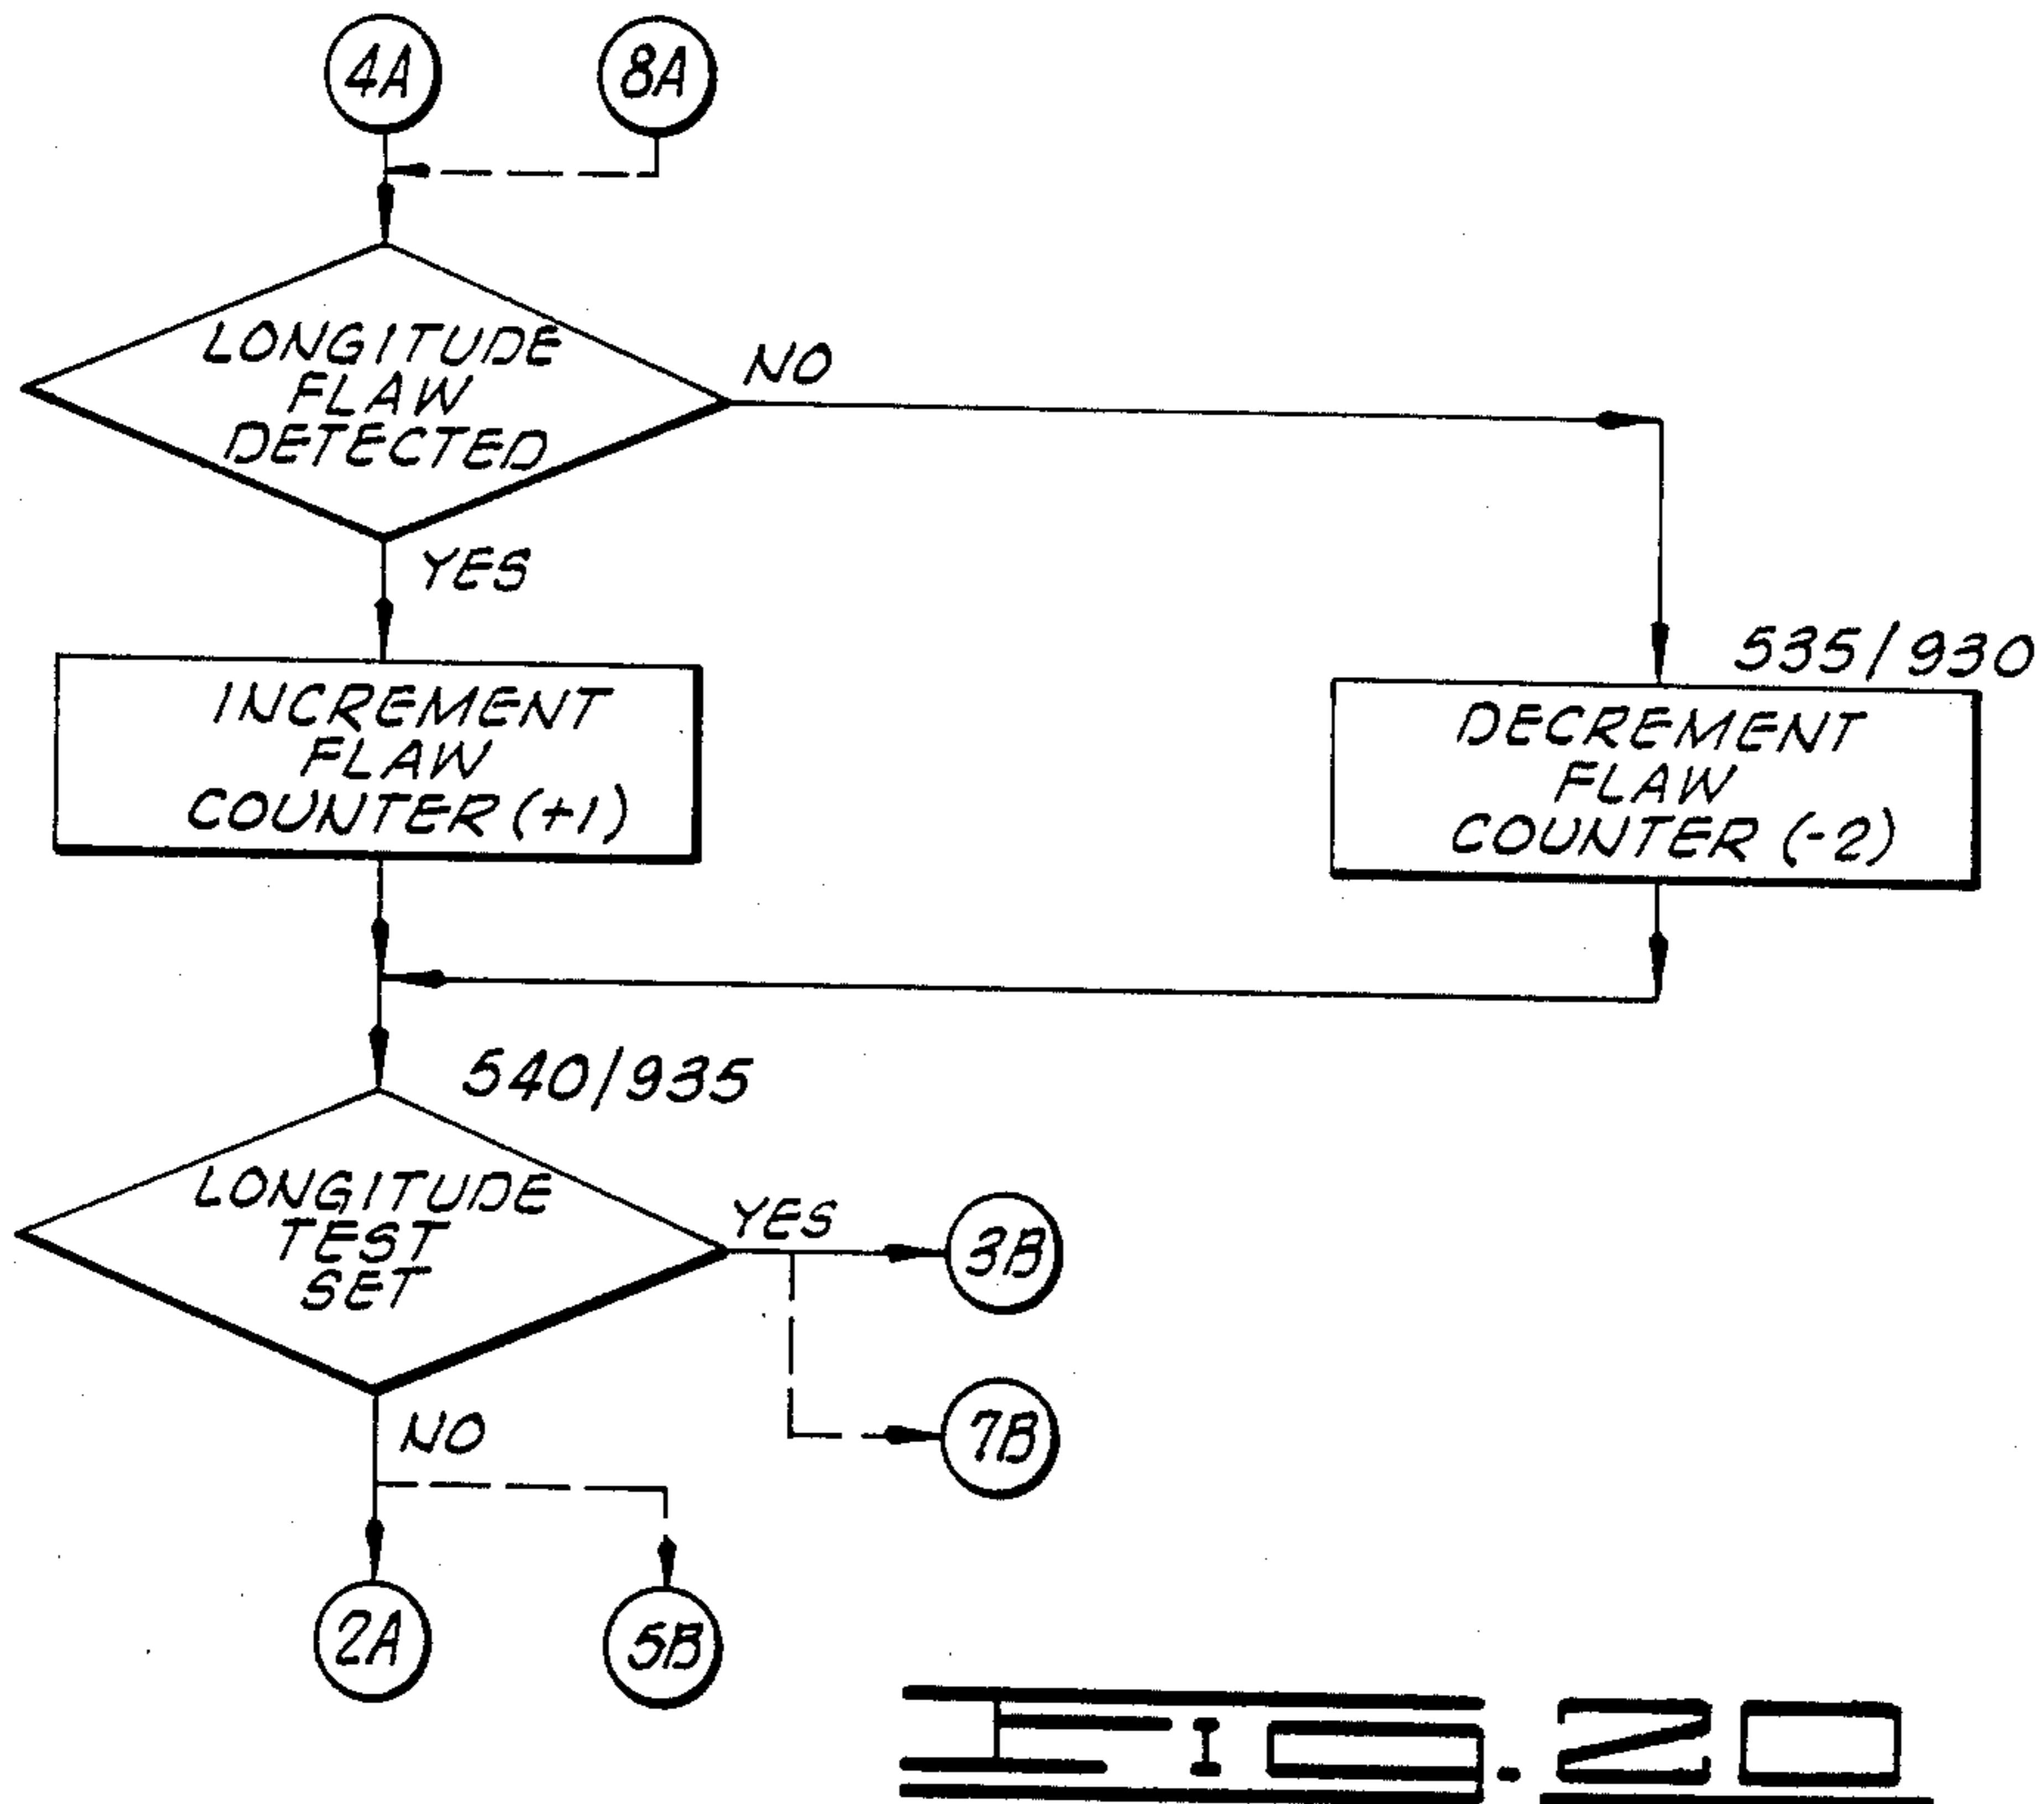 4A
8A
LONGITUDE
FLAW
DETECTED
NO
YES
535/930
INCREMENT
FLAW
COUNTER (+1)
DECREMENT
FLAW
COUNTER (-2)
540/935
LONGITUDE
TEST
SET
YES
3B
7B
NO
2A
5B
FIG. 20